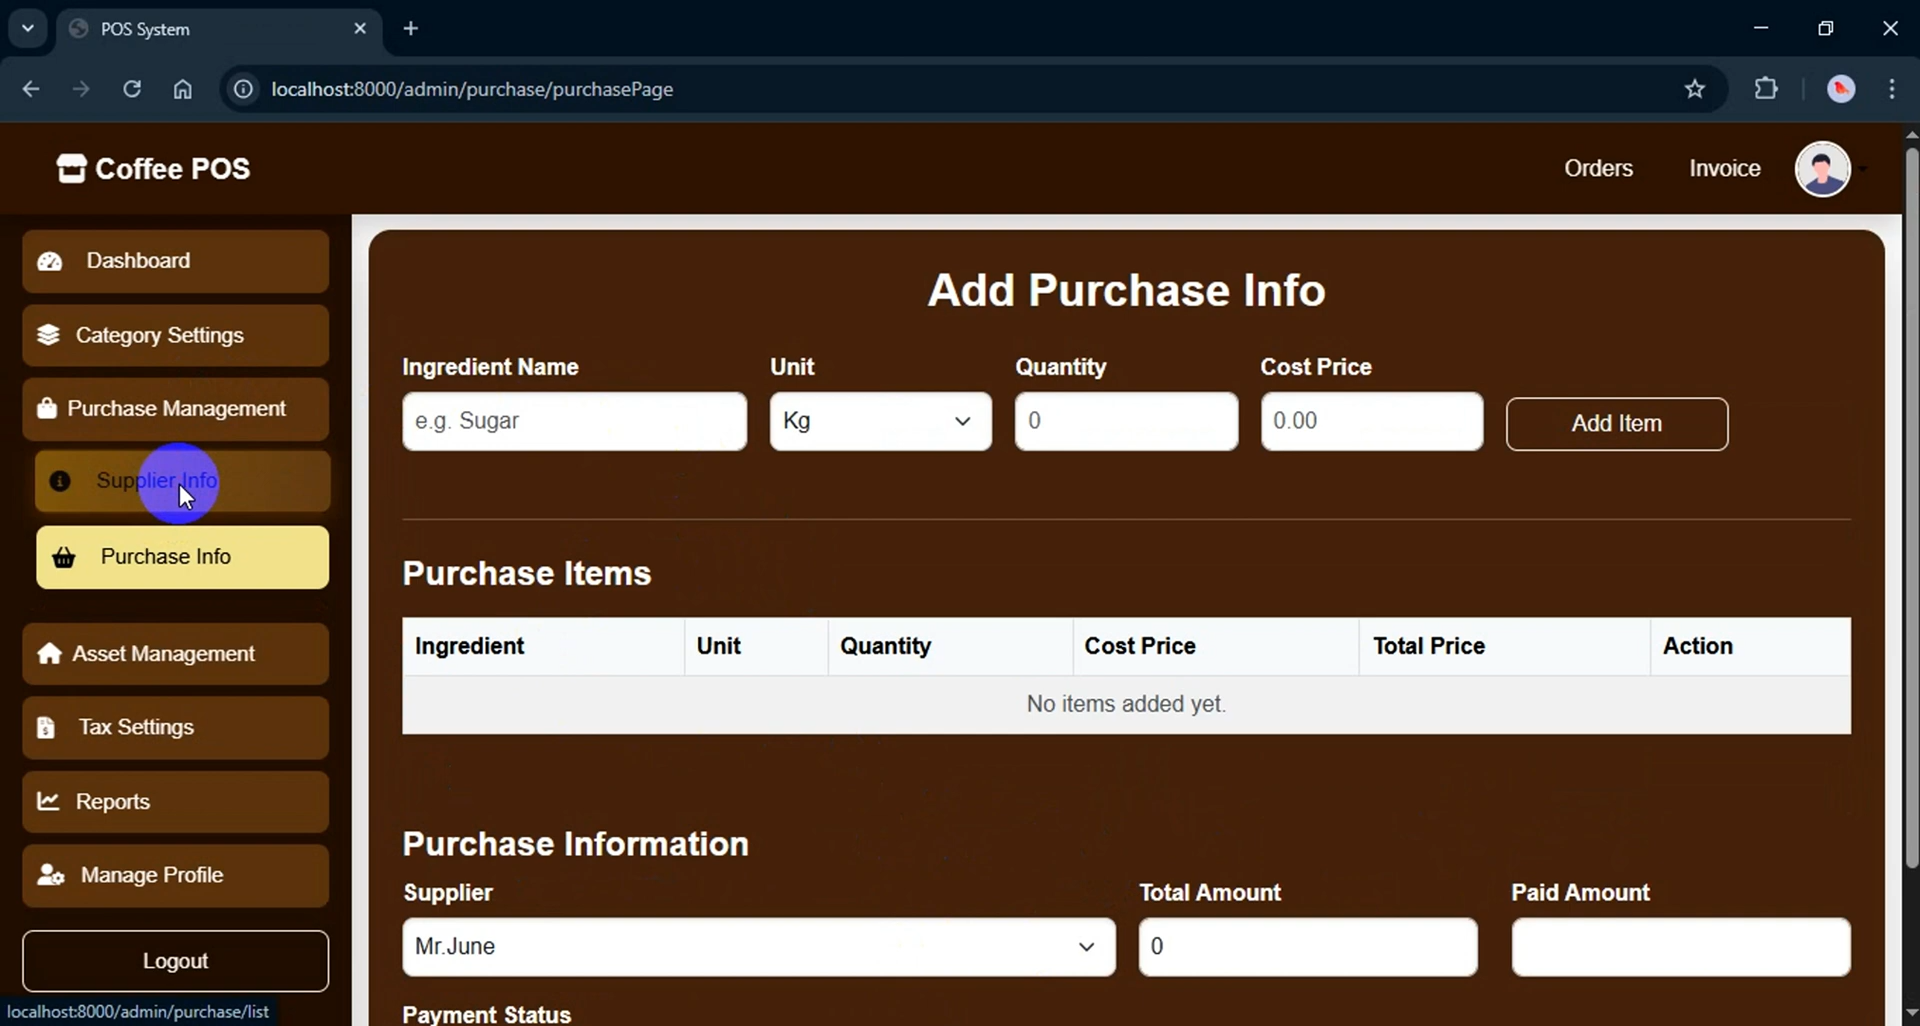 POS System
localhost:8000/admin/purchase/purchasePage
Coffee POS
Orders
Invoice
Dashboard
Category Settings
Purchase Management
Supplier Info
Purchase Info
Asset Management
Tax Settings
Reports
Manage Profile
Logout
localhost:8000/admin/purchase/list
Add Purchase Info
Ingredient Name Unit Quantity Cost Price
e.g. Sugar Kg 0 0.00 Add Item
Purchase Items
Ingredient Unit Quantity Cost Price Total Price Action
No items added yet.
Purchase Information
Supplier Total Amount Paid Amount
Mr.June 0
Payment Status